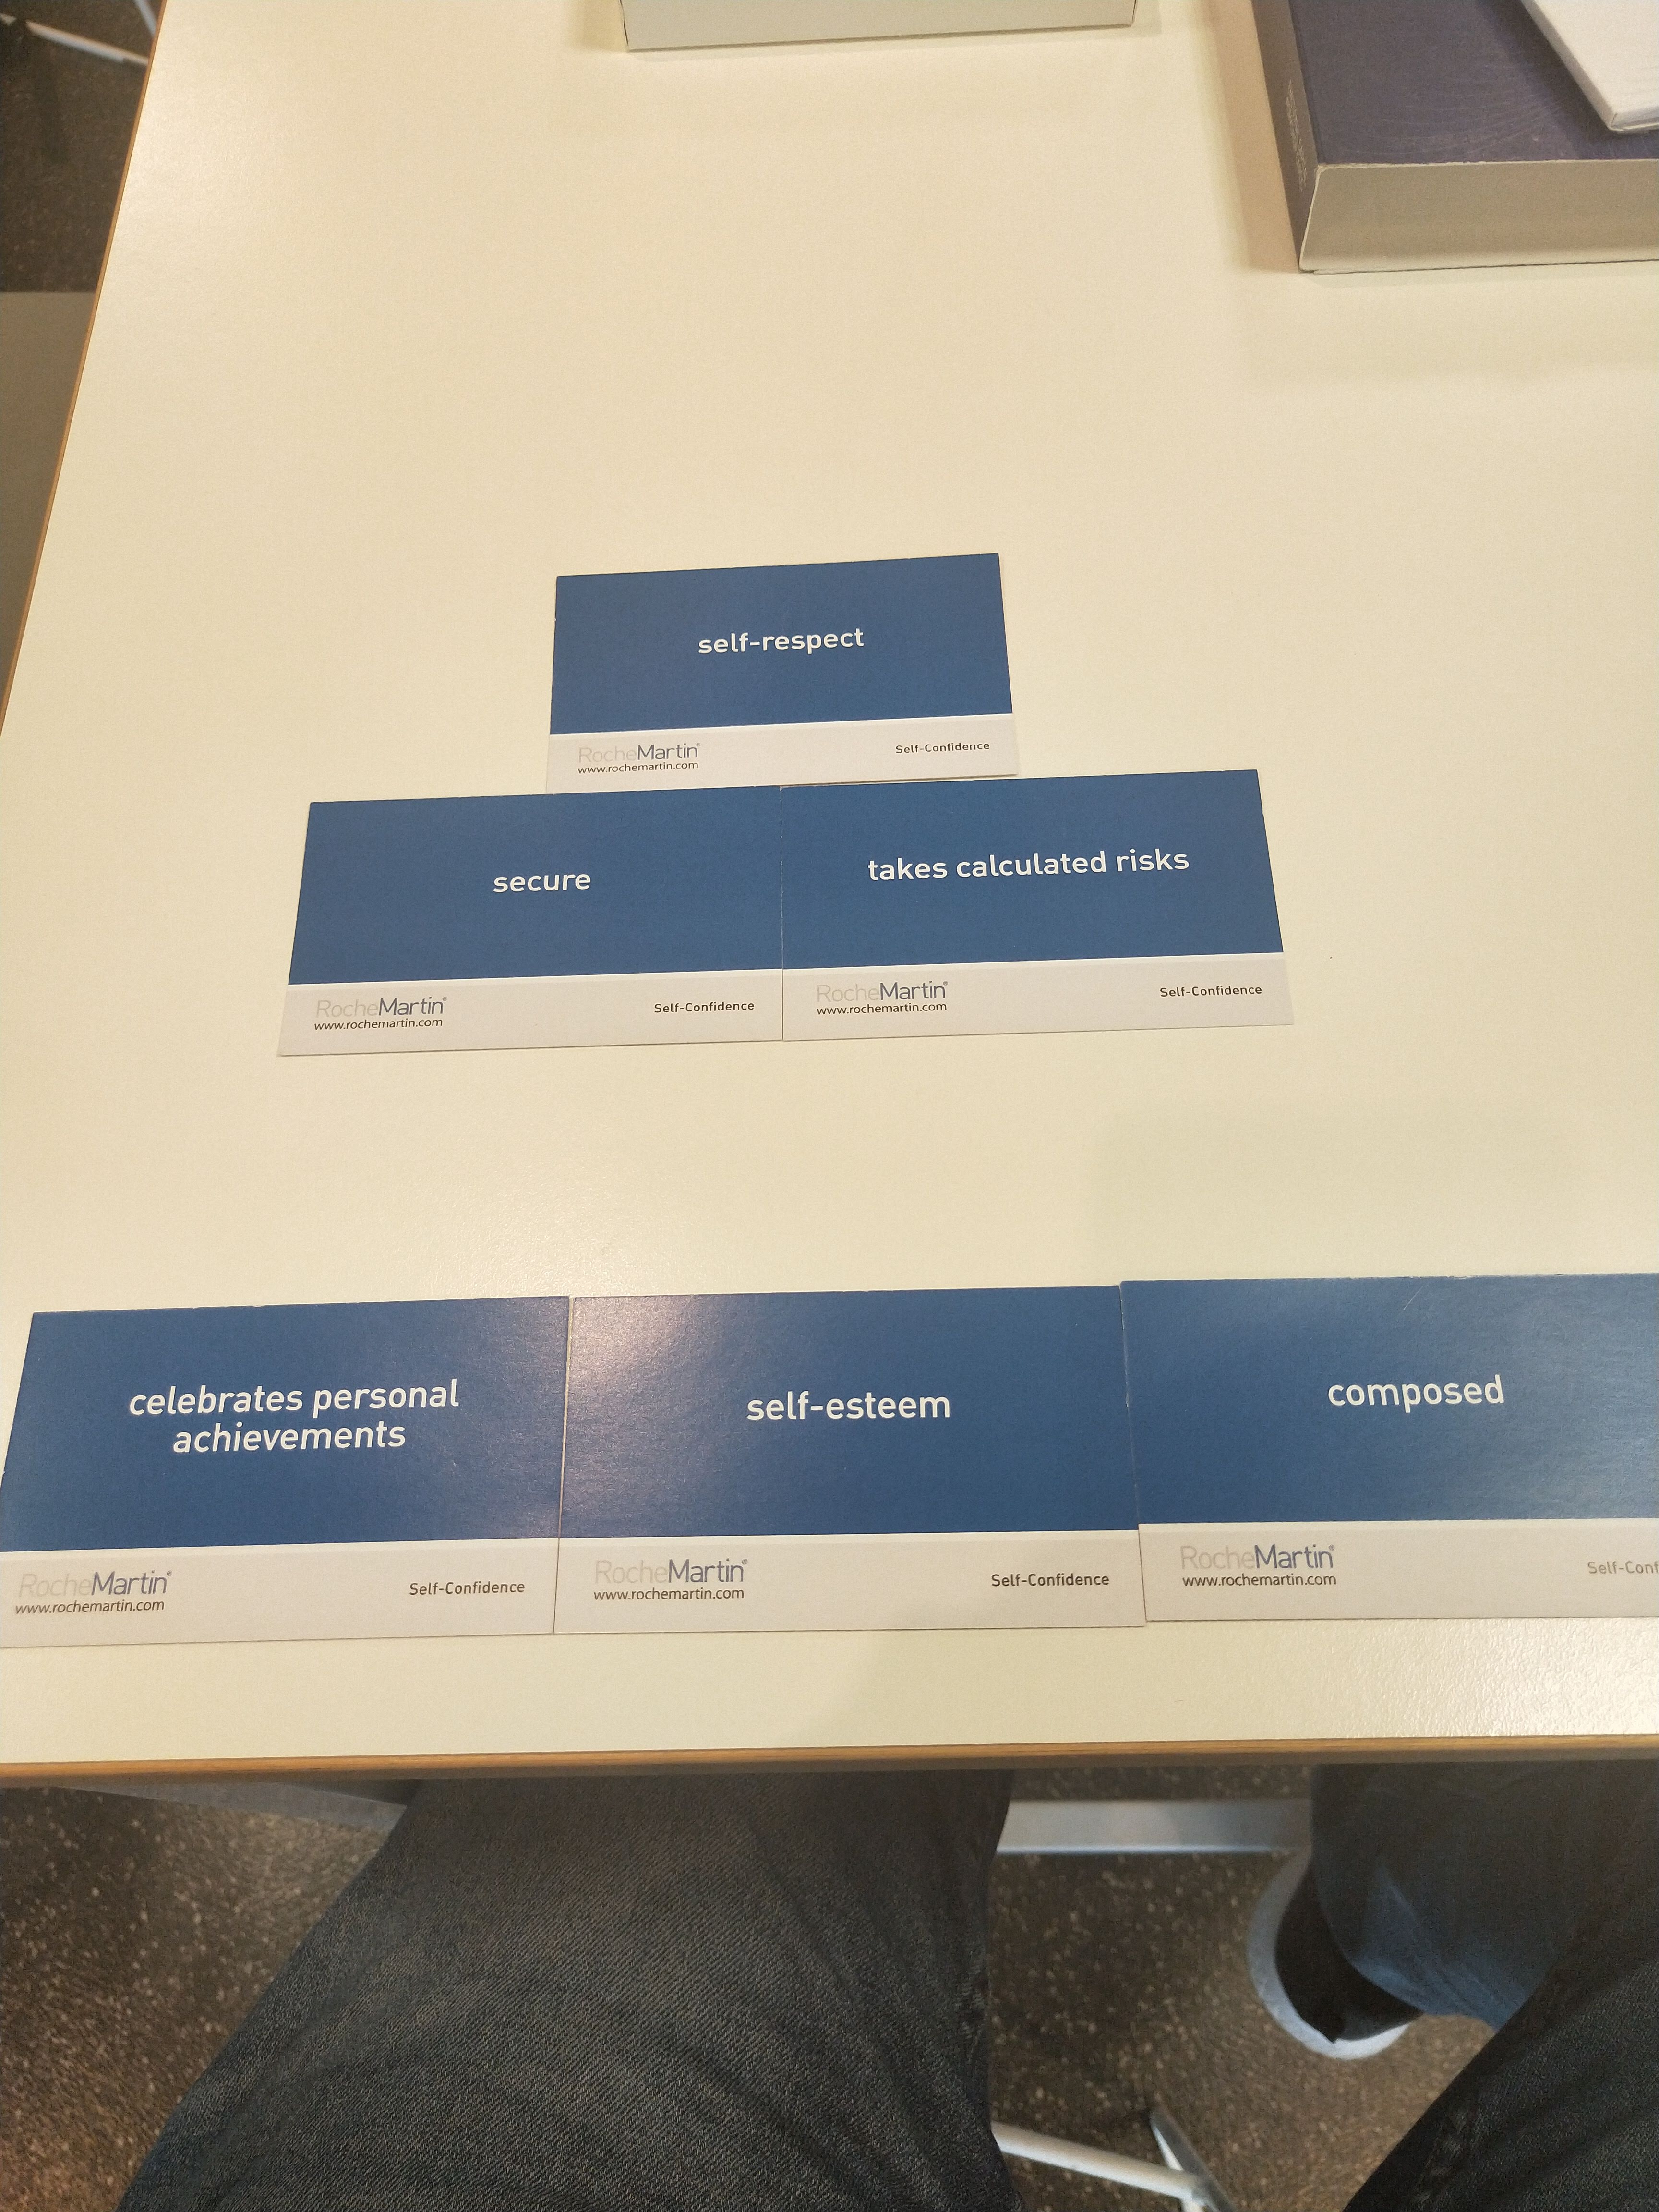 self-respect
RocheMartin®
www.rochemartin.com
Self-Confidence
secure
RocheMartin®
www.rochemartin.com
Self-Confidence
takes calculated risks
RocheMartin®
www.rochemartin.com
Self-Confidence
celebrates personal
achievements
RocheMartin®
www.rochemartin.com
Self-Confidence
self-esteem
RocheMartin®
www.rochemartin.com
Self-Confidence
composed
RocheMartin®
www.rochemartin.com
Self-Conf